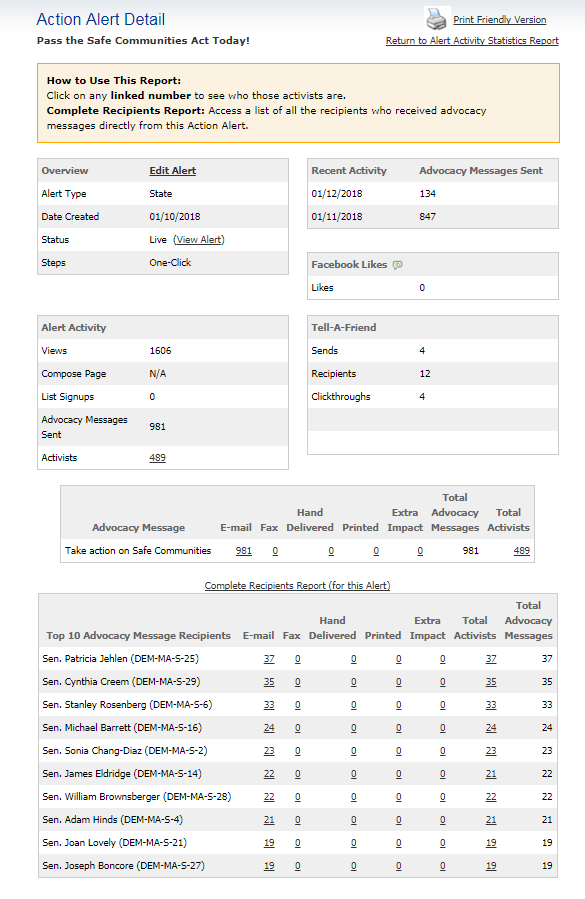 Action Alert Detail
Print Friendly Version
Pass the Safe Communities Act Today!
Return to Alert Activity Statistics Report
How to Use This Report:
Click on any linked number to see who those activists are.
Complete Recipients Report: Access a list of all the recipients who received advocacy
messages directly from this Action Alert.
Overview Edit Alert
Alert Type State
Date Created 01/10/2018
Status Live (View Alert)
Steps One-Click
Recent Activity Advocacy Messages Sent
01/12/2018 134
01/11/2018 847
Facebook Likes
Likes 0
Alert Activity
Views 1606
Compose Page N/A
List Signups 0
Advocacy Messages
Sent 981
Activists 489
Tell-A-Friend
Sends 4
Recipients 12
Clickthroughs 4
Advocacy Message E-mail Fax Hand Delivered Printed Extra Impact Total Advocacy Messages Total Activists
Take action on Safe Communities 981 0 0 0 0 981 489
Complete Recipients Report (for this Alert)
Top 10 Advocacy Message Recipients E-mail Fax Hand Delivered Printed Extra Impact Total Activists Total Advocacy Messages
Sen. Patricia Jehlen (DEM-MA-S-25) 37 0 0 0 0 37 37
Sen. Cynthia Creem (DEM-MA-S-29) 35 0 0 0 0 35 35
Sen. Stanley Rosenberg (DEM-MA-S-6) 33 0 0 0 0 33 33
Sen. Michael Barrett (DEM-MA-S-16) 24 0 0 0 0 24 24
Sen. Sonia Chang-Diaz (DEM-MA-S-2) 23 0 0 0 0 23 23
Sen. James Eldridge (DEM-MA-S-14) 22 0 0 0 0 21 22
Sen. William Brownsberger (DEM-MA-S-28) 22 0 0 0 0 22 22
Sen. Adam Hinds (DEM-MA-S-4) 21 0 0 0 0 21 21
Sen. Joan Lovely (DEM-MA-S-21) 19 0 0 0 0 19 19
Sen. Joseph Boncore (DEM-MA-S-27) 19 0 0 0 0 19 19